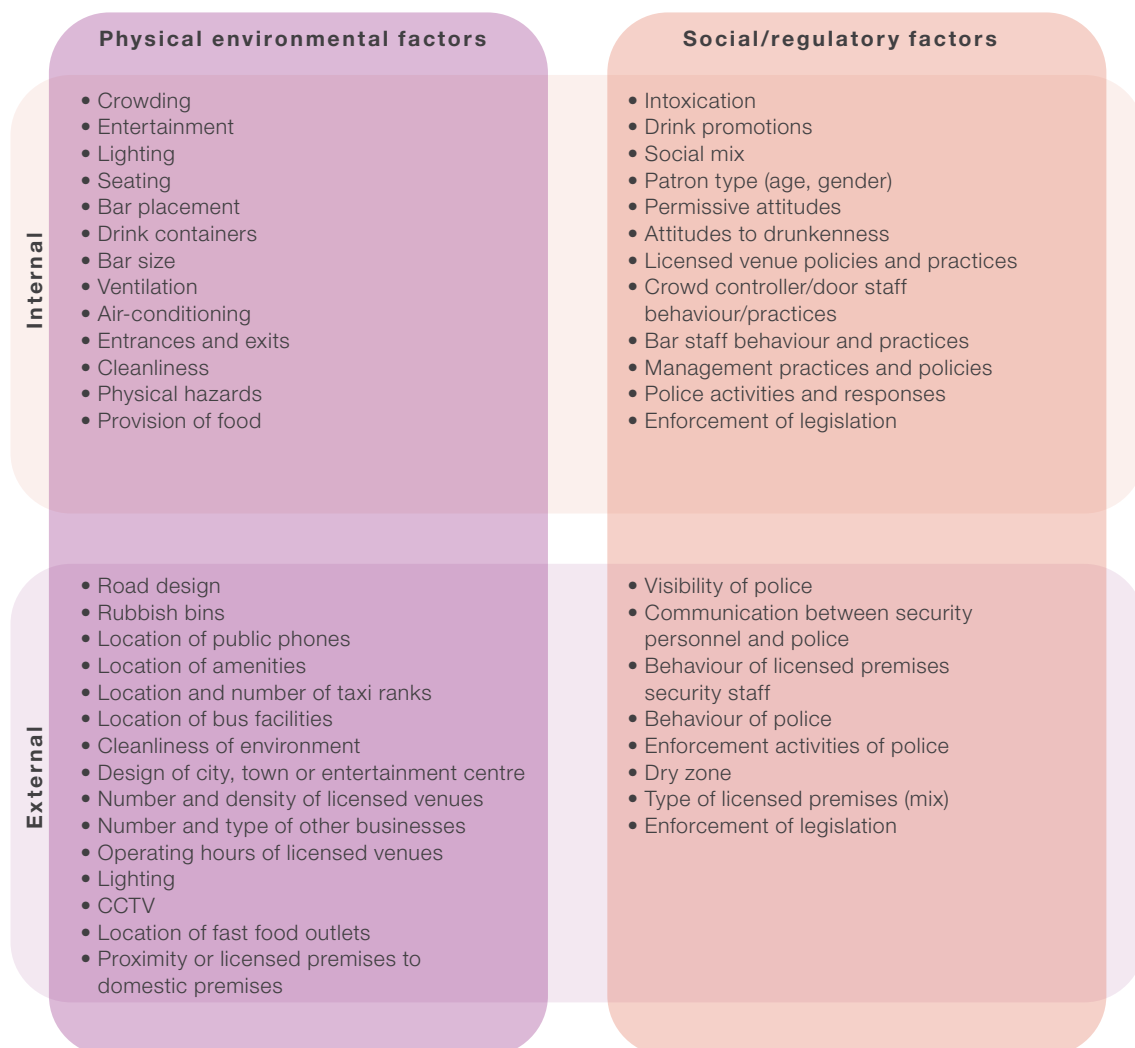 Physical environmental factors
Social/regulatory factors
Internal
• Crowding
• Entertainment
• Lighting
• Seating
• Bar placement
• Drink containers
• Bar size
• Ventilation
• Air-conditioning
• Entrances and exits
• Cleanliness
• Physical hazards
• Provision of food
• Intoxication
• Drink promotions
• Social mix
• Patron type (age, gender)
• Permissive attitudes
• Attitudes to drunkenness
• Licensed venue policies and practices
• Crowd controller/door staff
behaviour/practices
• Bar staff behaviour and practices
• Management practices and policies
• Police activities and responses
• Enforcement of legislation
External
• Road design
• Rubbish bins
• Location of public phones
• Location of amenities
• Location and number of taxi ranks
• Location of bus facilities
• Cleanliness of environment
• Design of city, town or entertainment centre
• Number and density of licensed venues
• Number and type of other businesses
• Operating hours of licensed venues
• Lighting
• CCTV
• Location of fast food outlets
• Proximity or licensed premises to
domestic premises
• Visibility of police
• Communication between security
personnel and police
• Behaviour of licensed premises
security staff
• Behaviour of police
• Enforcement activities of police
• Dry zone
• Type of licensed premises (mix)
• Enforcement of legislation